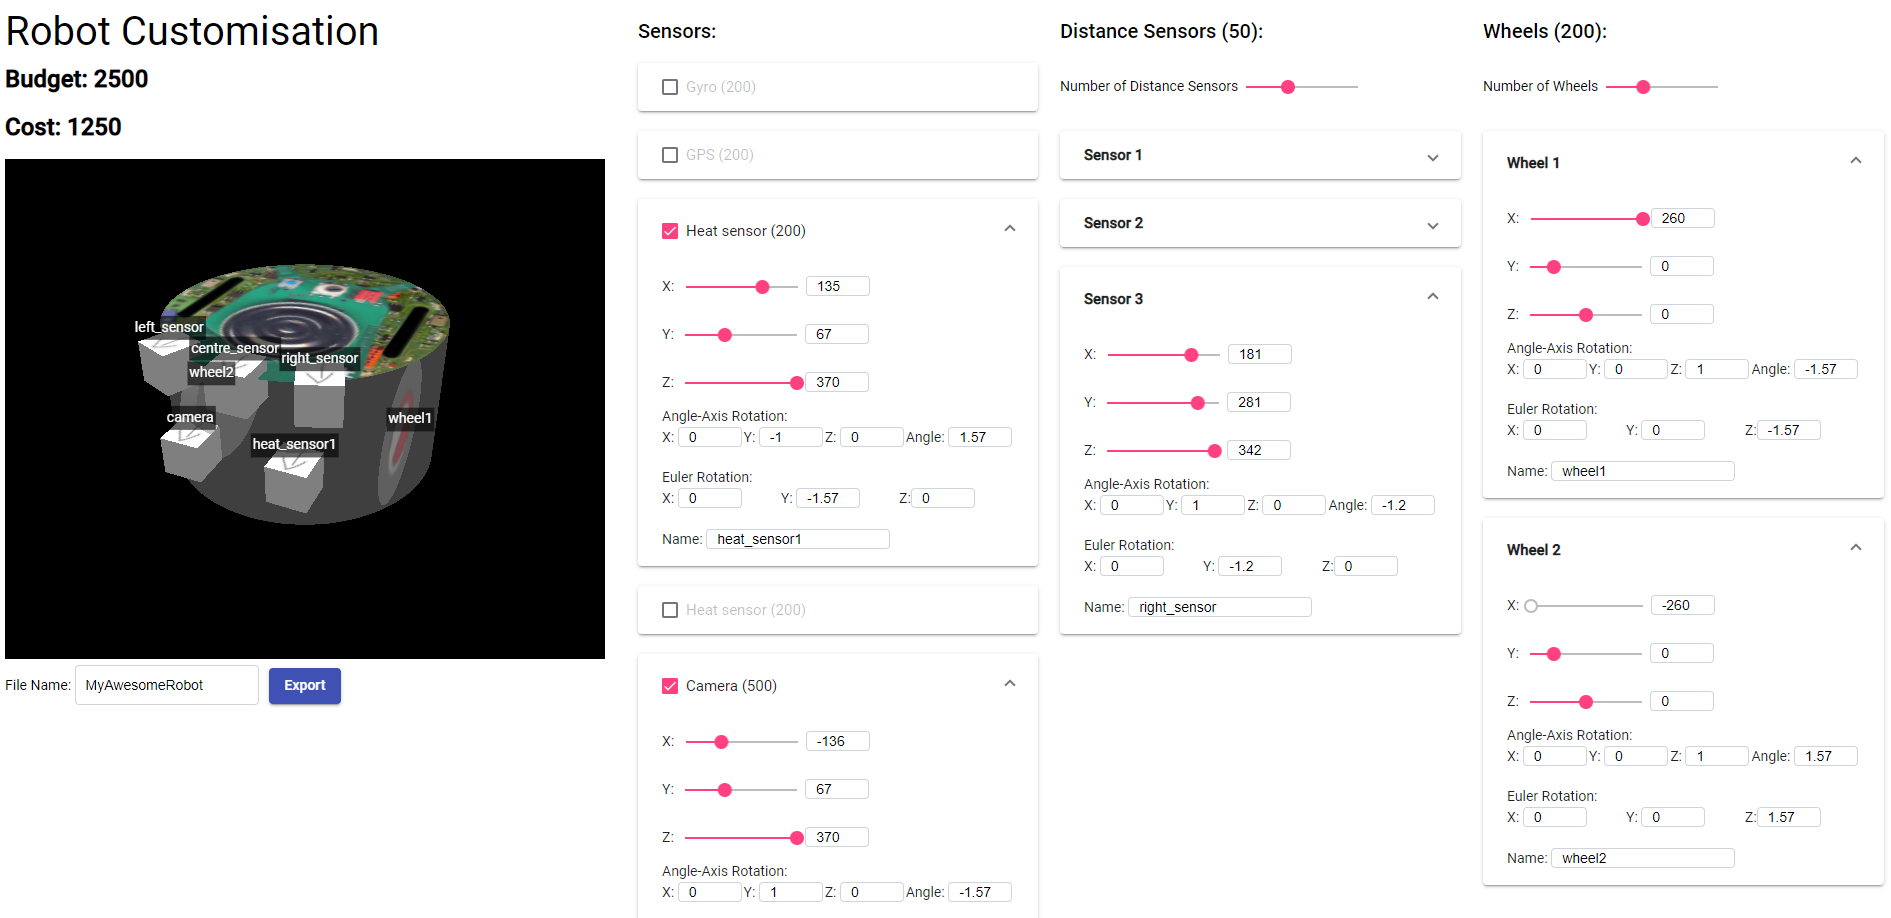 Robot Customisation
Budget: 2500
Cost: 1250
left_sensor
centre_sensor
right_sensor
wheel2
camera
wheel1
heat_sensor1
File Name: MyAwesomeRobot Export
Sensors:
Gyro (200)
GPS (200)
Heat sensor (200)
X: 135
Y: 67
Z: 370
Angle-Axis Rotation:
X: 0 Y: -1 Z: 0 Angle: 1.57
Euler Rotation:
X: 0 Y: -1.57 Z: 0
Name: heat_sensor1
Heat sensor (200)
Camera (500)
X: -136
Y: 67
Z: 370
Angle-Axis Rotation:
X: 0 Y: 1 Z: 0 Angle: -1.57
Distance Sensors (50):
Number of Distance Sensors
Sensor 1
Sensor 2
Sensor 3
X: 181
Y: 281
Z: 342
Angle-Axis Rotation:
X: 0 Y: 1 Z: 0 Angle: -1.2
Euler Rotation:
X: 0 Y: -1.2 Z: 0
Name: right_sensor
Wheels (200):
Number of Wheels
Wheel 1
X: 260
Y: 0
Z: 0
Angle-Axis Rotation:
X: 0 Y: 0 Z: 1 Angle: -1.57
Euler Rotation:
X: 0 Y: 0 Z: -1.57
Name: wheel1
Wheel 2
X: -260
Y: 0
Z: 0
Angle-Axis Rotation:
X: 0 Y: 0 Z: 1 Angle: 1.57
Euler Rotation:
X: 0 Y: 0 Z: 1.57
Name: wheel2